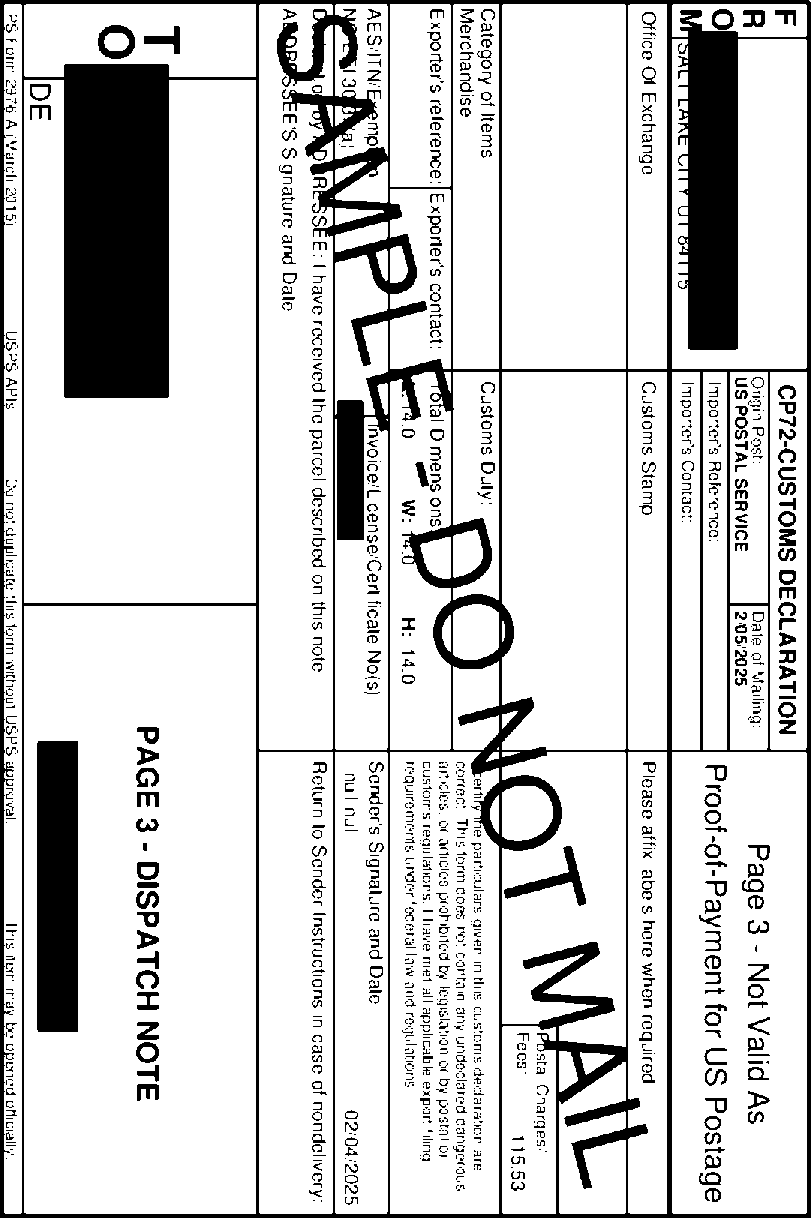 FROM
SALT LAKE CITY UT 84115
CP72-CUSTOMS DECLARATION
Origin Post:
US POSTAL SERVICE
Date of Mailing:
2/05/2025
Importer's Reference:
Importer's Contact:
Page 3 - Not Valid As
Proof-of-Payment for US Postage
Office Of Exchange
Customs Stamp
Please affix labels here when required
Postal Charges/
Fees:
115.53
Category of Items
Merchandise
Customs Duty:
Exporter's reference:
Exporter's contact:
Total Dimensions
L: 14.0 W: 14.0 H: 14.0
I certify the particulars given in this customs declaration are
correct. This form does not contain any undeclared dangerous
articles, or articles prohibited by legislation or by postal or
customs regulations. I have met all applicable export filing
requirements under federal law and regulations
AES/ITN/Exemption
NOEEI 30.37(a)
Invoice/License/Certificate No(s)
Sender's Signature and Date
null null
02/04/2025
Declaration by ADDRESSEE: I have received the parcel described on this note
ADDRESSEE'S Signature and Date
Return to Sender Instructions in case of nondelivery:
SAMPLE - DO NOT MAIL
TO
DE
PAGE 3 - DISPATCH NOTE
PS Form 2976-A (March 2015)
USPS APIs
Do not duplicate this form without USPS approval.
This item may be opened officially.